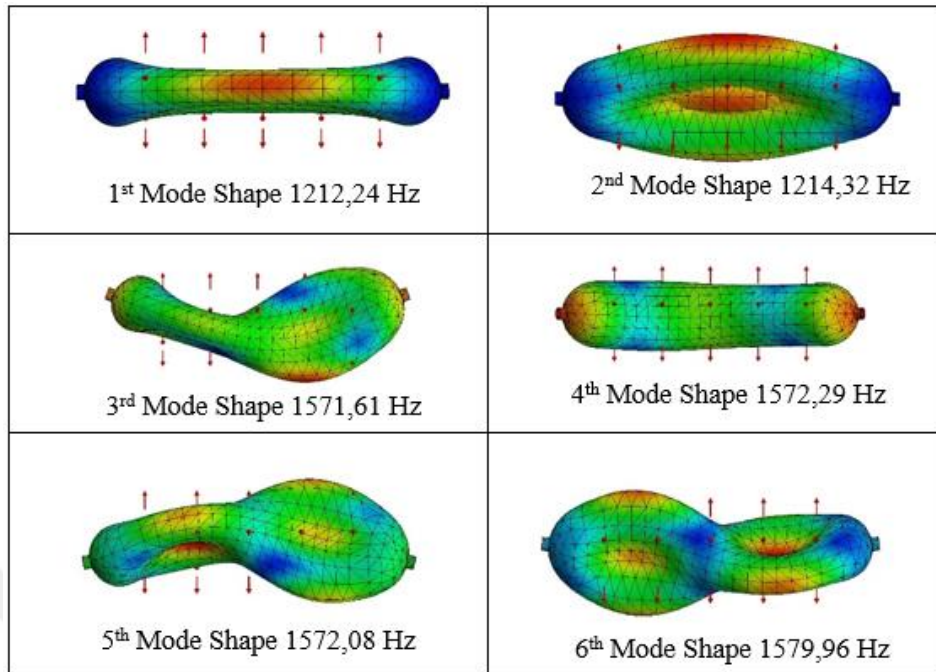 1st Mode Shape 1212,24 Hz
2nd Mode Shape 1214,32 Hz
3rd Mode Shape 1571,61 Hz
4th Mode Shape 1572,29 Hz
5th Mode Shape 1572,08 Hz
6th Mode Shape 1579,96 Hz